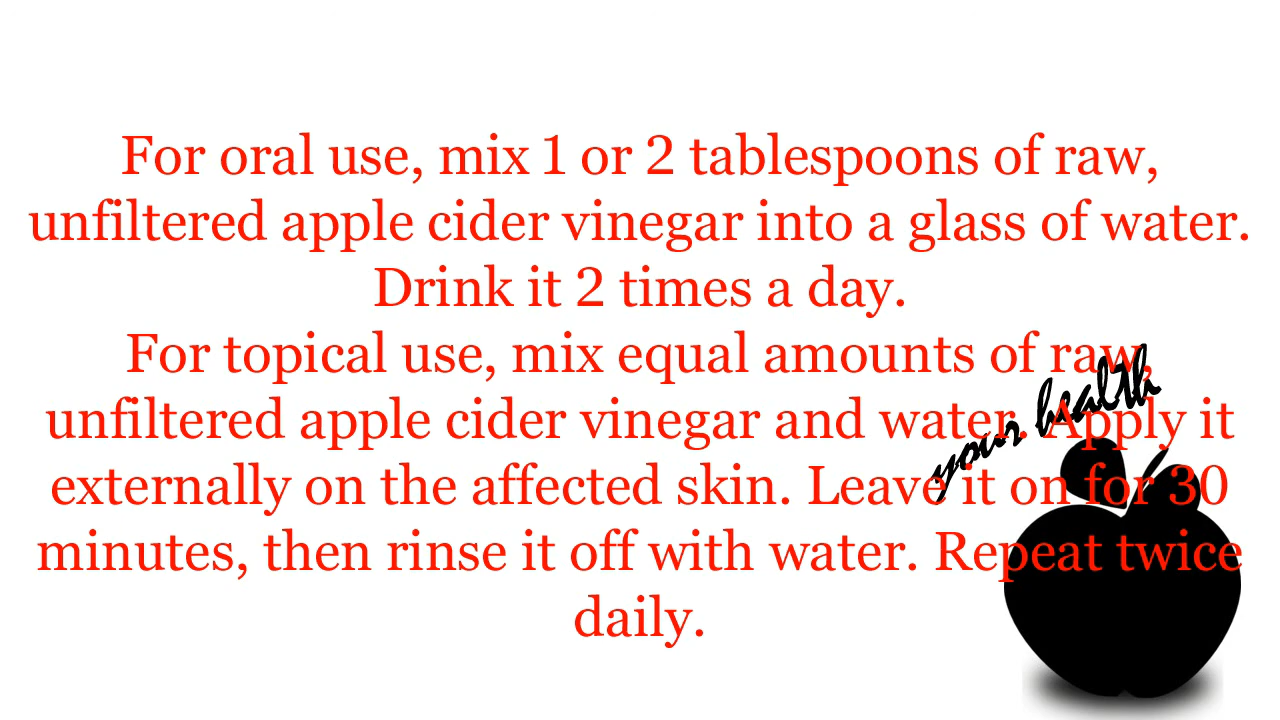 For oral use, mix 1 or 2 tablespoons of raw,
unfiltered apple cider vinegar into a glass of water.
Drink it 2 times a day.
For topical use, mix equal amounts of raw,
unfiltered apple cider vinegar and water. Apply it
externally on the affected skin. Leave it on for 30
minutes, then rinse it off with water. Repeat twice
daily.
your health